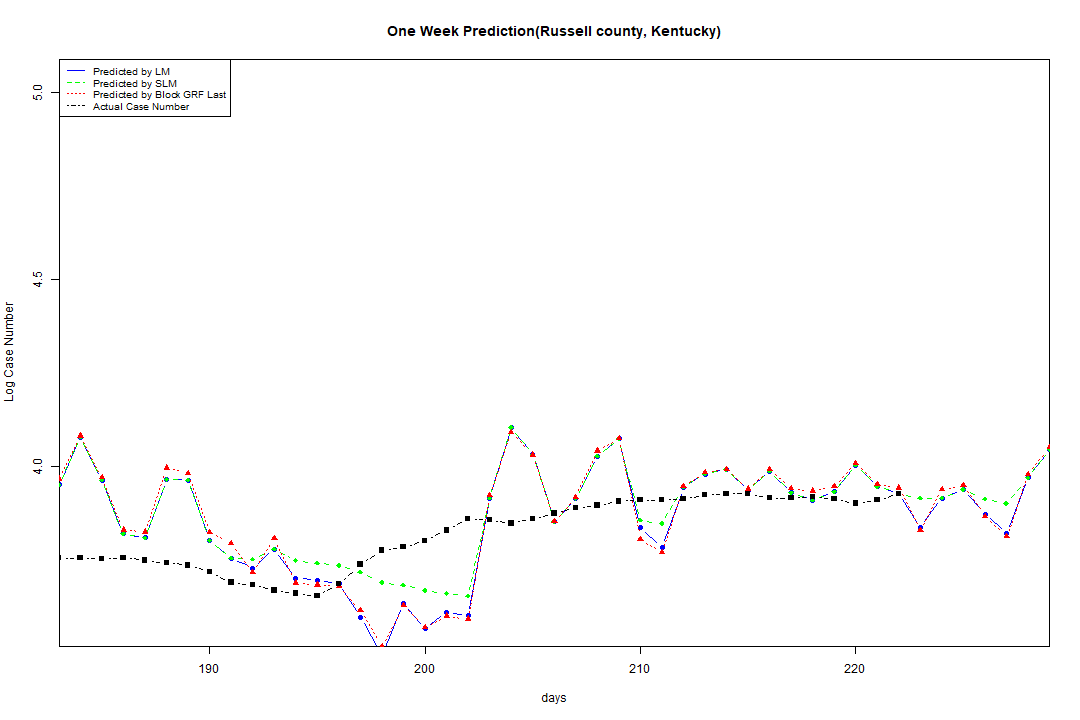 One Week Prediction(Russell county, Kentucky)
Predicted by LM
Predicted by SLM
Predicted by Block GRF Last
Actual Case Number
5.0
4.5
4.0
Log Case Number
190 200 210 220
days